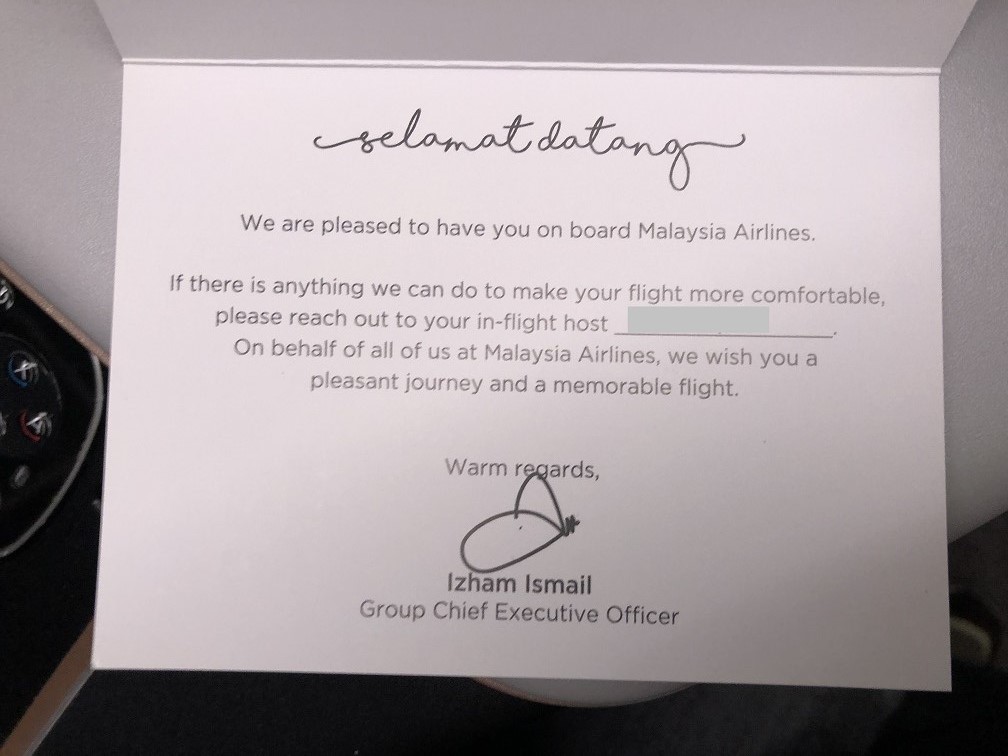 selamat datang
We are pleased to have you on board Malaysia Airlines.
If there is anything we can do to make your flight more comfortable,
please reach out to your in-flight host ____________.
On behalf of all of us at Malaysia Airlines, we wish you a
pleasant journey and a memorable flight.
Warm regards,
Izham Ismail
Group Chief Executive Officer